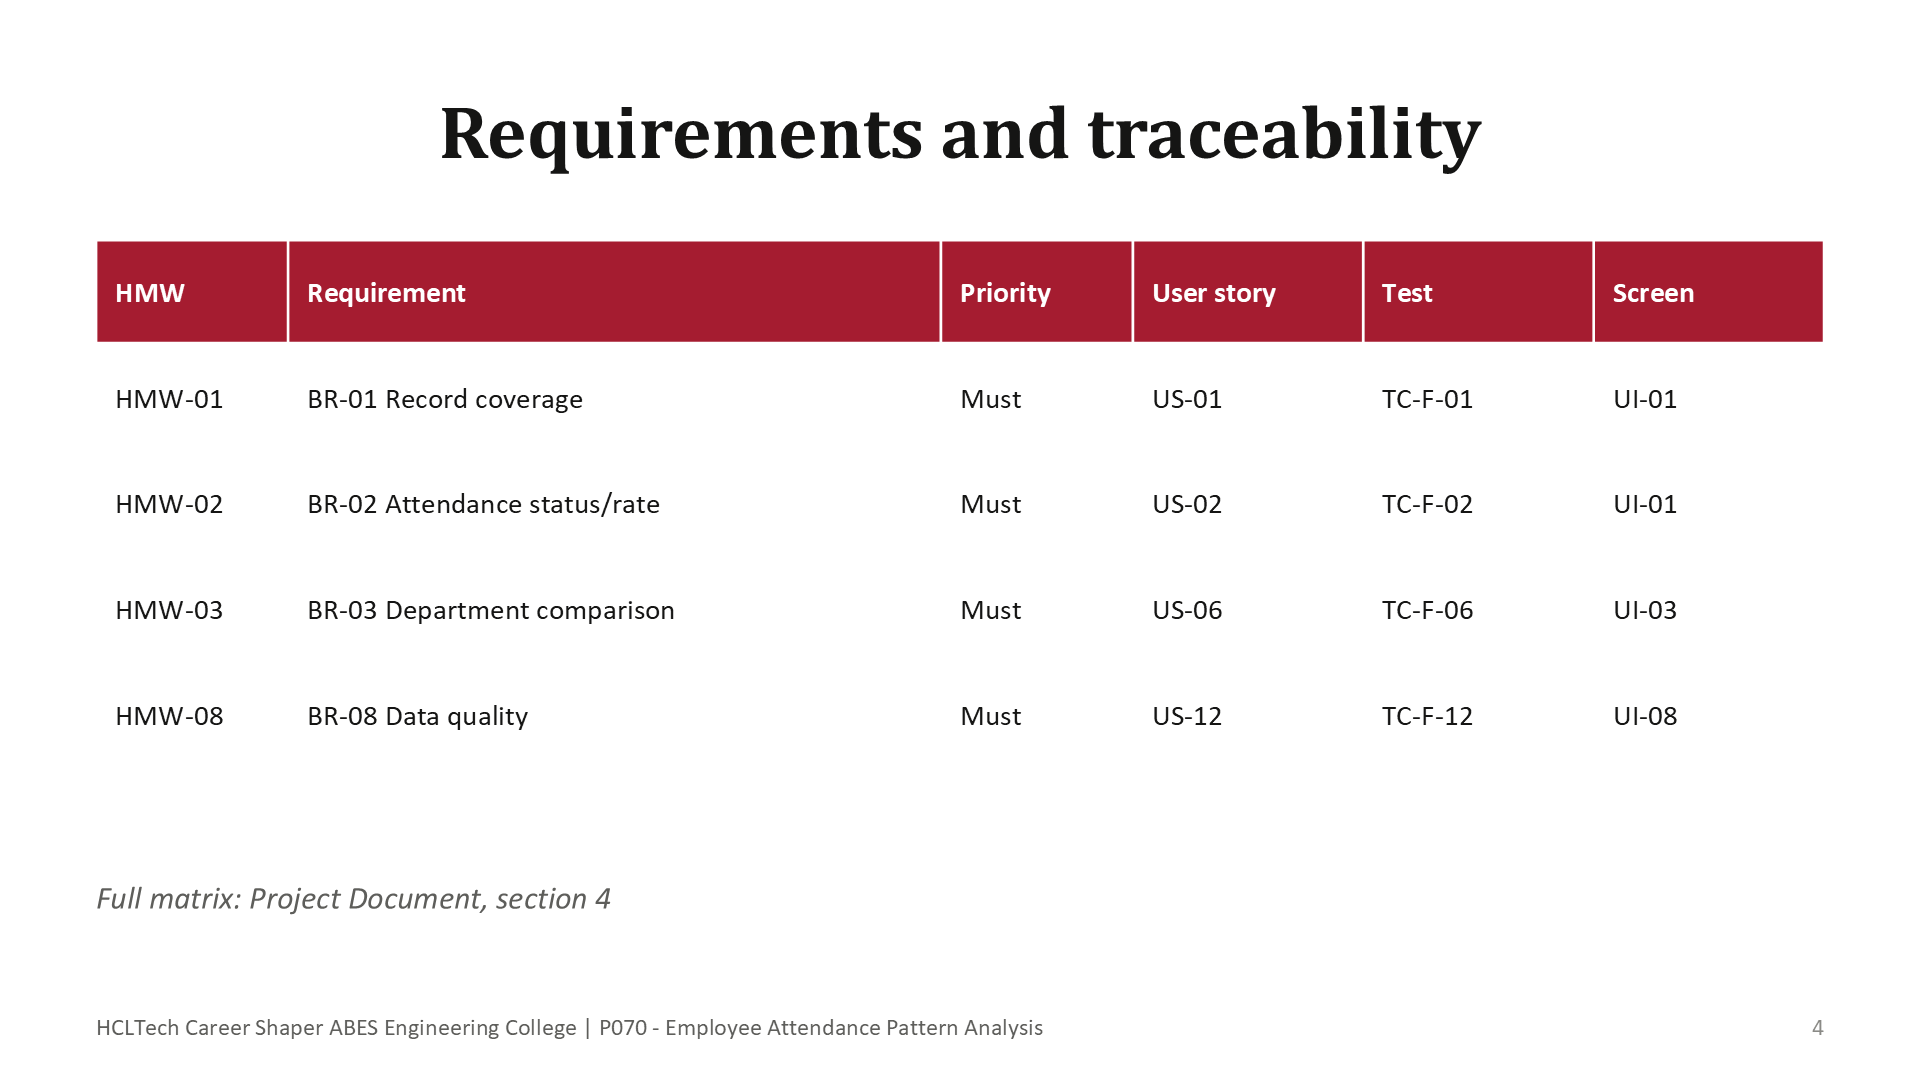 Requirements and traceability
HMW Requirement Priority User story Test Screen
HMW-01 BR-01 Record coverage Must US-01 TC-F-01 UI-01
HMW-02 BR-02 Attendance status/rate Must US-02 TC-F-02 UI-01
HMW-03 BR-03 Department comparison Must US-06 TC-F-06 UI-03
HMW-08 BR-08 Data quality Must US-12 TC-F-12 UI-08
Full matrix: Project Document, section 4
HCLTech Career Shaper ABES Engineering College | P070 - Employee Attendance Pattern Analysis 4